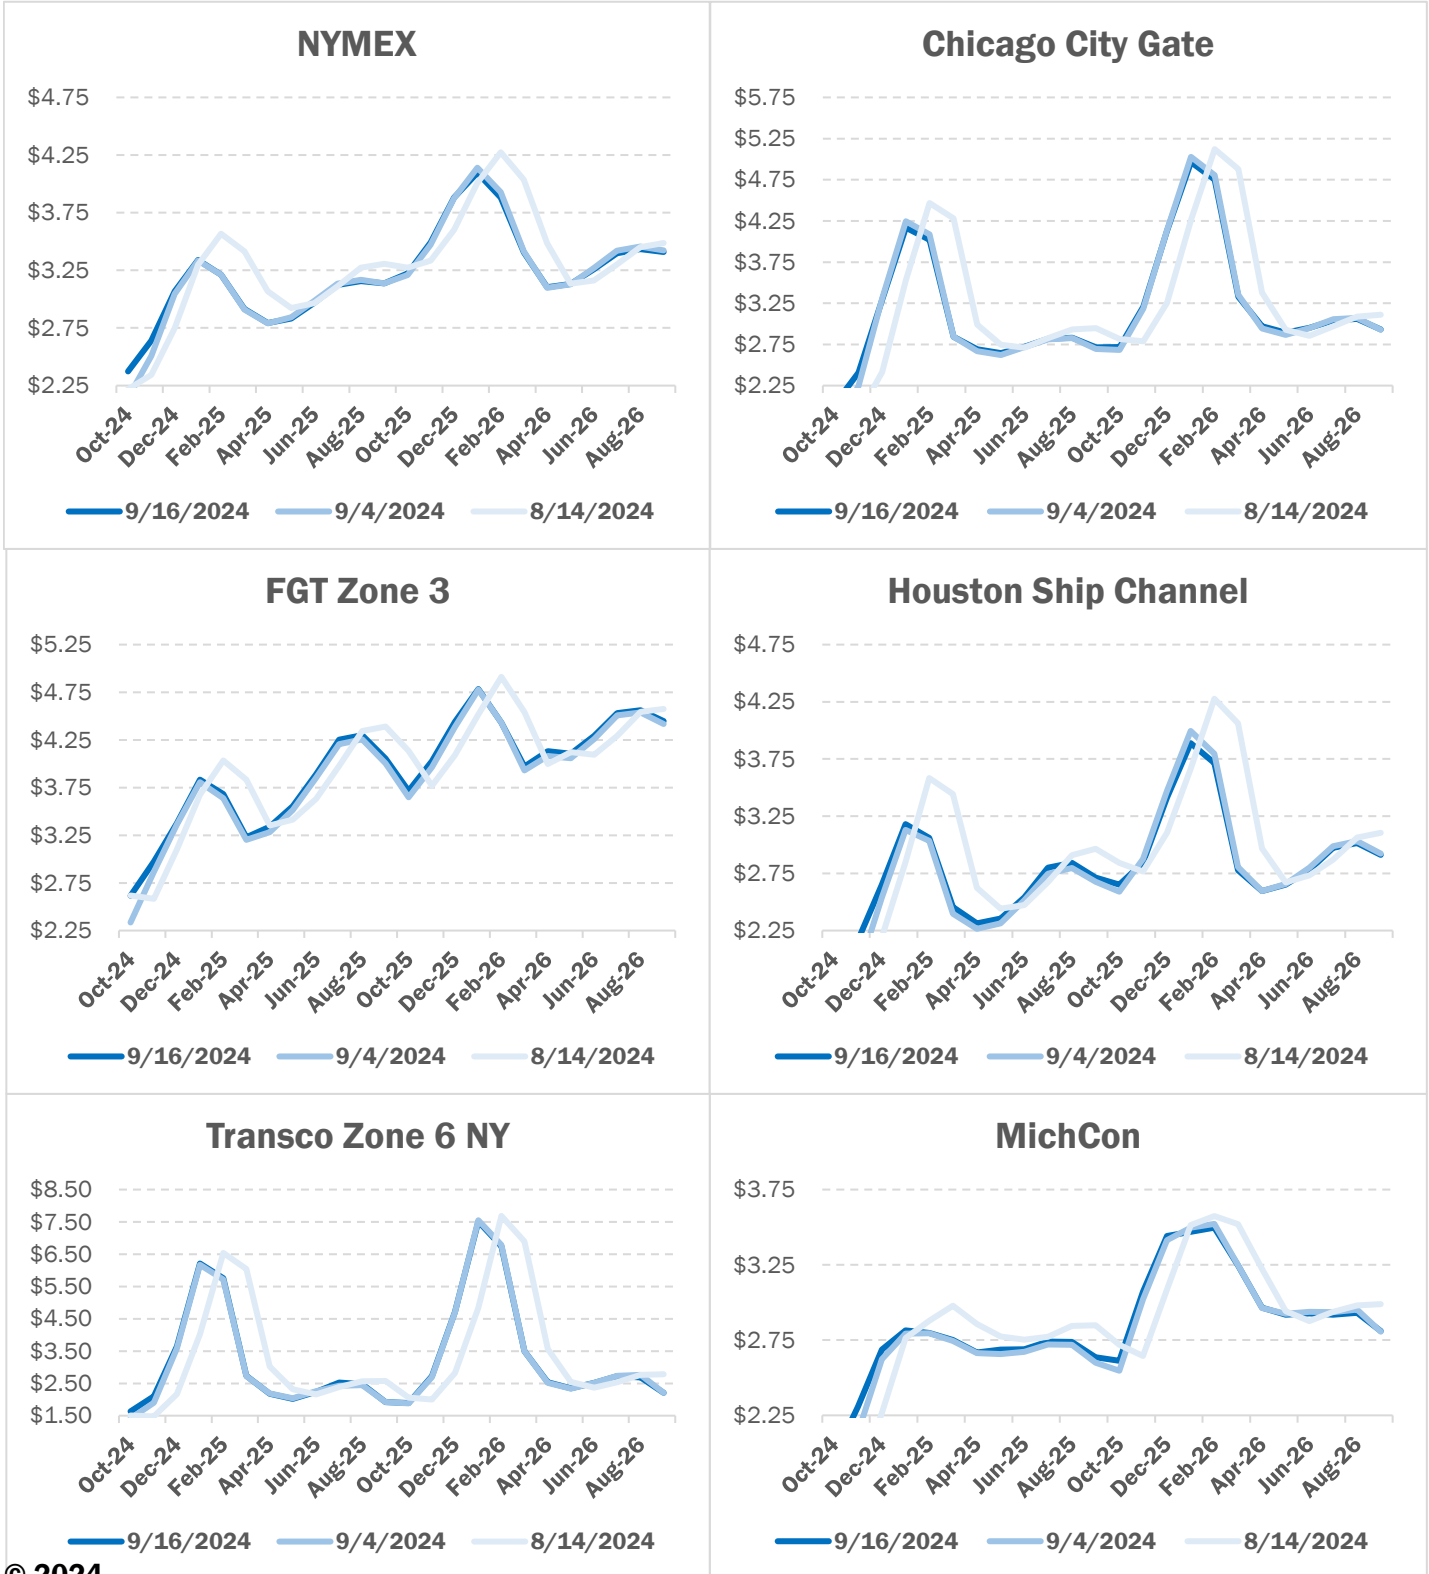 NYMEX
$4.75
$4.25
$3.75
$3.25
$2.75
$2.25
Oct-24 Dec-24 Feb-25 Apr-25 Jun-25 Aug-25 Oct-25 Dec-25 Feb-26 Apr-26 Jun-26 Aug-26
9/16/2024 9/4/2024 8/14/2024
Chicago City Gate
$5.75
$5.25
$4.75
$4.25
$3.75
$3.25
$2.75
$2.25
Oct-24 Dec-24 Feb-25 Apr-25 Jun-25 Aug-25 Oct-25 Dec-25 Feb-26 Apr-26 Jun-26 Aug-26
9/16/2024 9/4/2024 8/14/2024
FGT Zone 3
$5.25
$4.75
$4.25
$3.75
$3.25
$2.75
$2.25
Oct-24 Dec-24 Feb-25 Apr-25 Jun-25 Aug-25 Oct-25 Dec-25 Feb-26 Apr-26 Jun-26 Aug-26
9/16/2024 9/4/2024 8/14/2024
Houston Ship Channel
$4.75
$4.25
$3.75
$3.25
$2.75
$2.25
Oct-24 Dec-24 Feb-25 Apr-25 Jun-25 Aug-25 Oct-25 Dec-25 Feb-26 Apr-26 Jun-26 Aug-26
9/16/2024 9/4/2024 8/14/2024
Transco Zone 6 NY
$8.50
$7.50
$6.50
$5.50
$4.50
$3.50
$2.50
$1.50
Oct-24 Dec-24 Feb-25 Apr-25 Jun-25 Aug-25 Oct-25 Dec-25 Feb-26 Apr-26 Jun-26 Aug-26
9/16/2024 9/4/2024 8/14/2024
MichCon
$3.75
$3.25
$2.75
$2.25
Oct-24 Dec-24 Feb-25 Apr-25 Jun-25 Aug-25 Oct-25 Dec-25 Feb-26 Apr-26 Jun-26 Aug-26
9/16/2024 9/4/2024 8/14/2024
© 2024